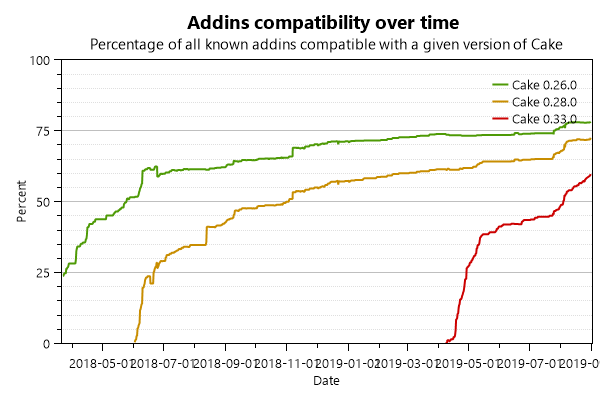 Addins compatibility over time
Percentage of all known addins compatible with a given version of Cake
100
Cake 0.26.0
Cake 0.28.0
Cake 0.33.0
75
Percent
50
25
0
2018-05-01 2018-07-01 2018-09-01 2018-11-01 2019-01-01 2019-03-01 2019-05-01 2019-07-01 2019-0
Date